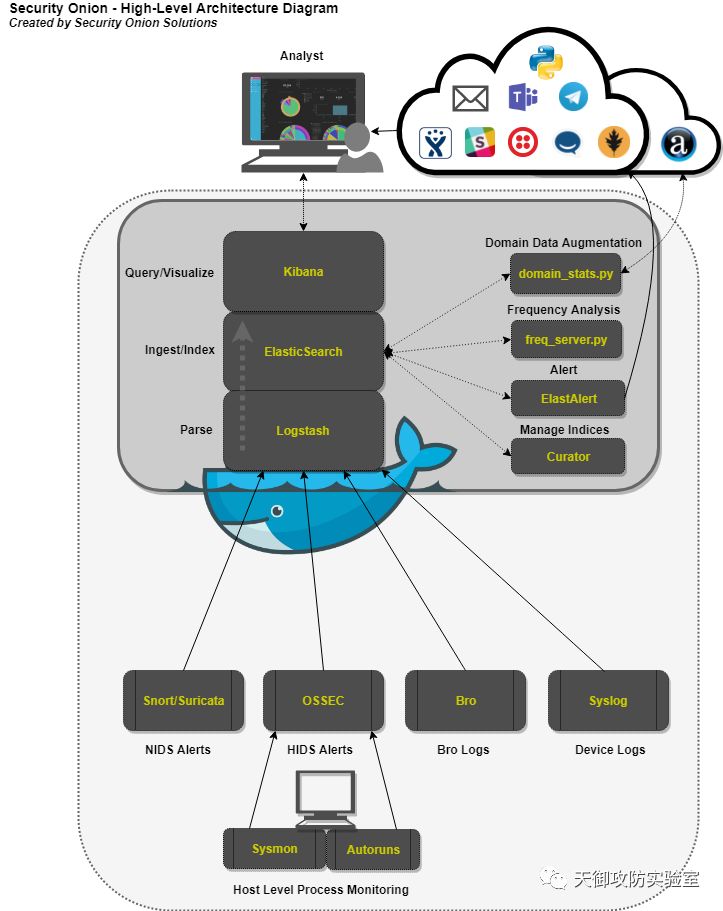 Security Onion - High-Level Architecture Diagram
Created by Security Onion Solutions
Analyst
a
Domain Data Augmentation
Query/Visualize
Kibana
domain_stats.py
Frequency Analysis
freq_server.py
Ingest/Index
ElasticSearch
Alert
ElastAlert
Parse
Logstash
Manage Indices
Curator
Snort/Suricata
OSSEC
Bro
Syslog
NIDS Alerts
HIDS Alerts
Bro Logs
Device Logs
Sysmon
Autoruns
Host Level Process Monitoring
天御攻防实验室